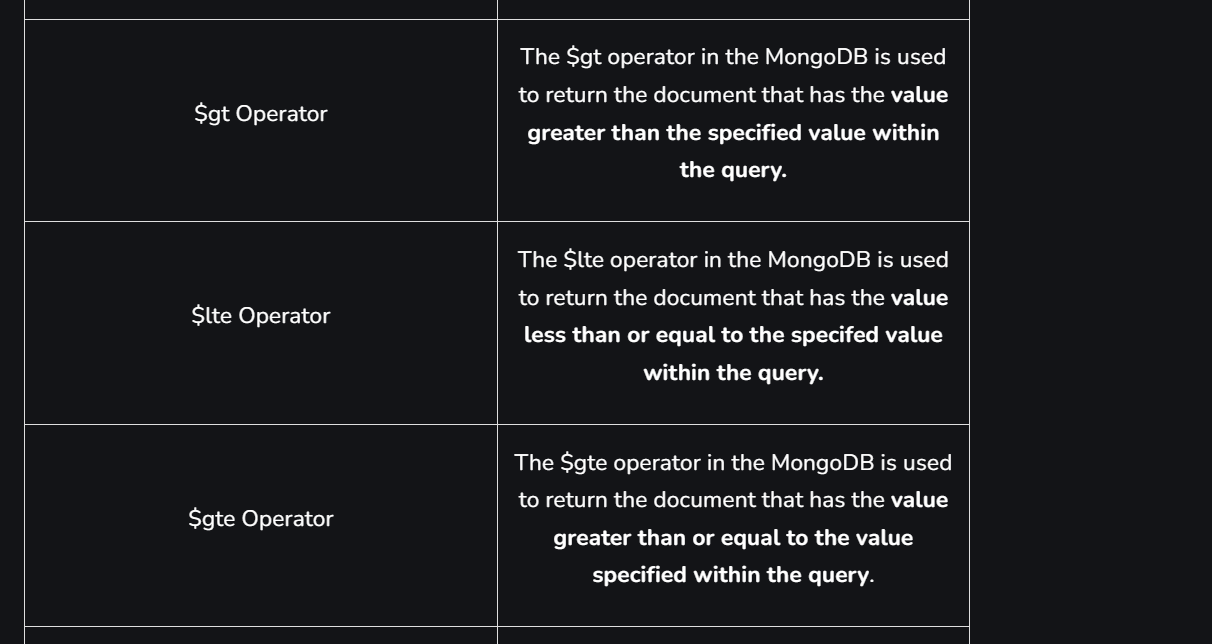 $gt Operator
The $gt operator in the MongoDB is used
to return the document that has the value
greater than the specified value within
the query.
$lte Operator
The $lte operator in the MongoDB is used
to return the document that has the value
less than or equal to the specifed value
within the query.
$gte Operator
The $gte operator in the MongoDB is used
to return the document that has the value
greater than or equal to the value
specified within the query.